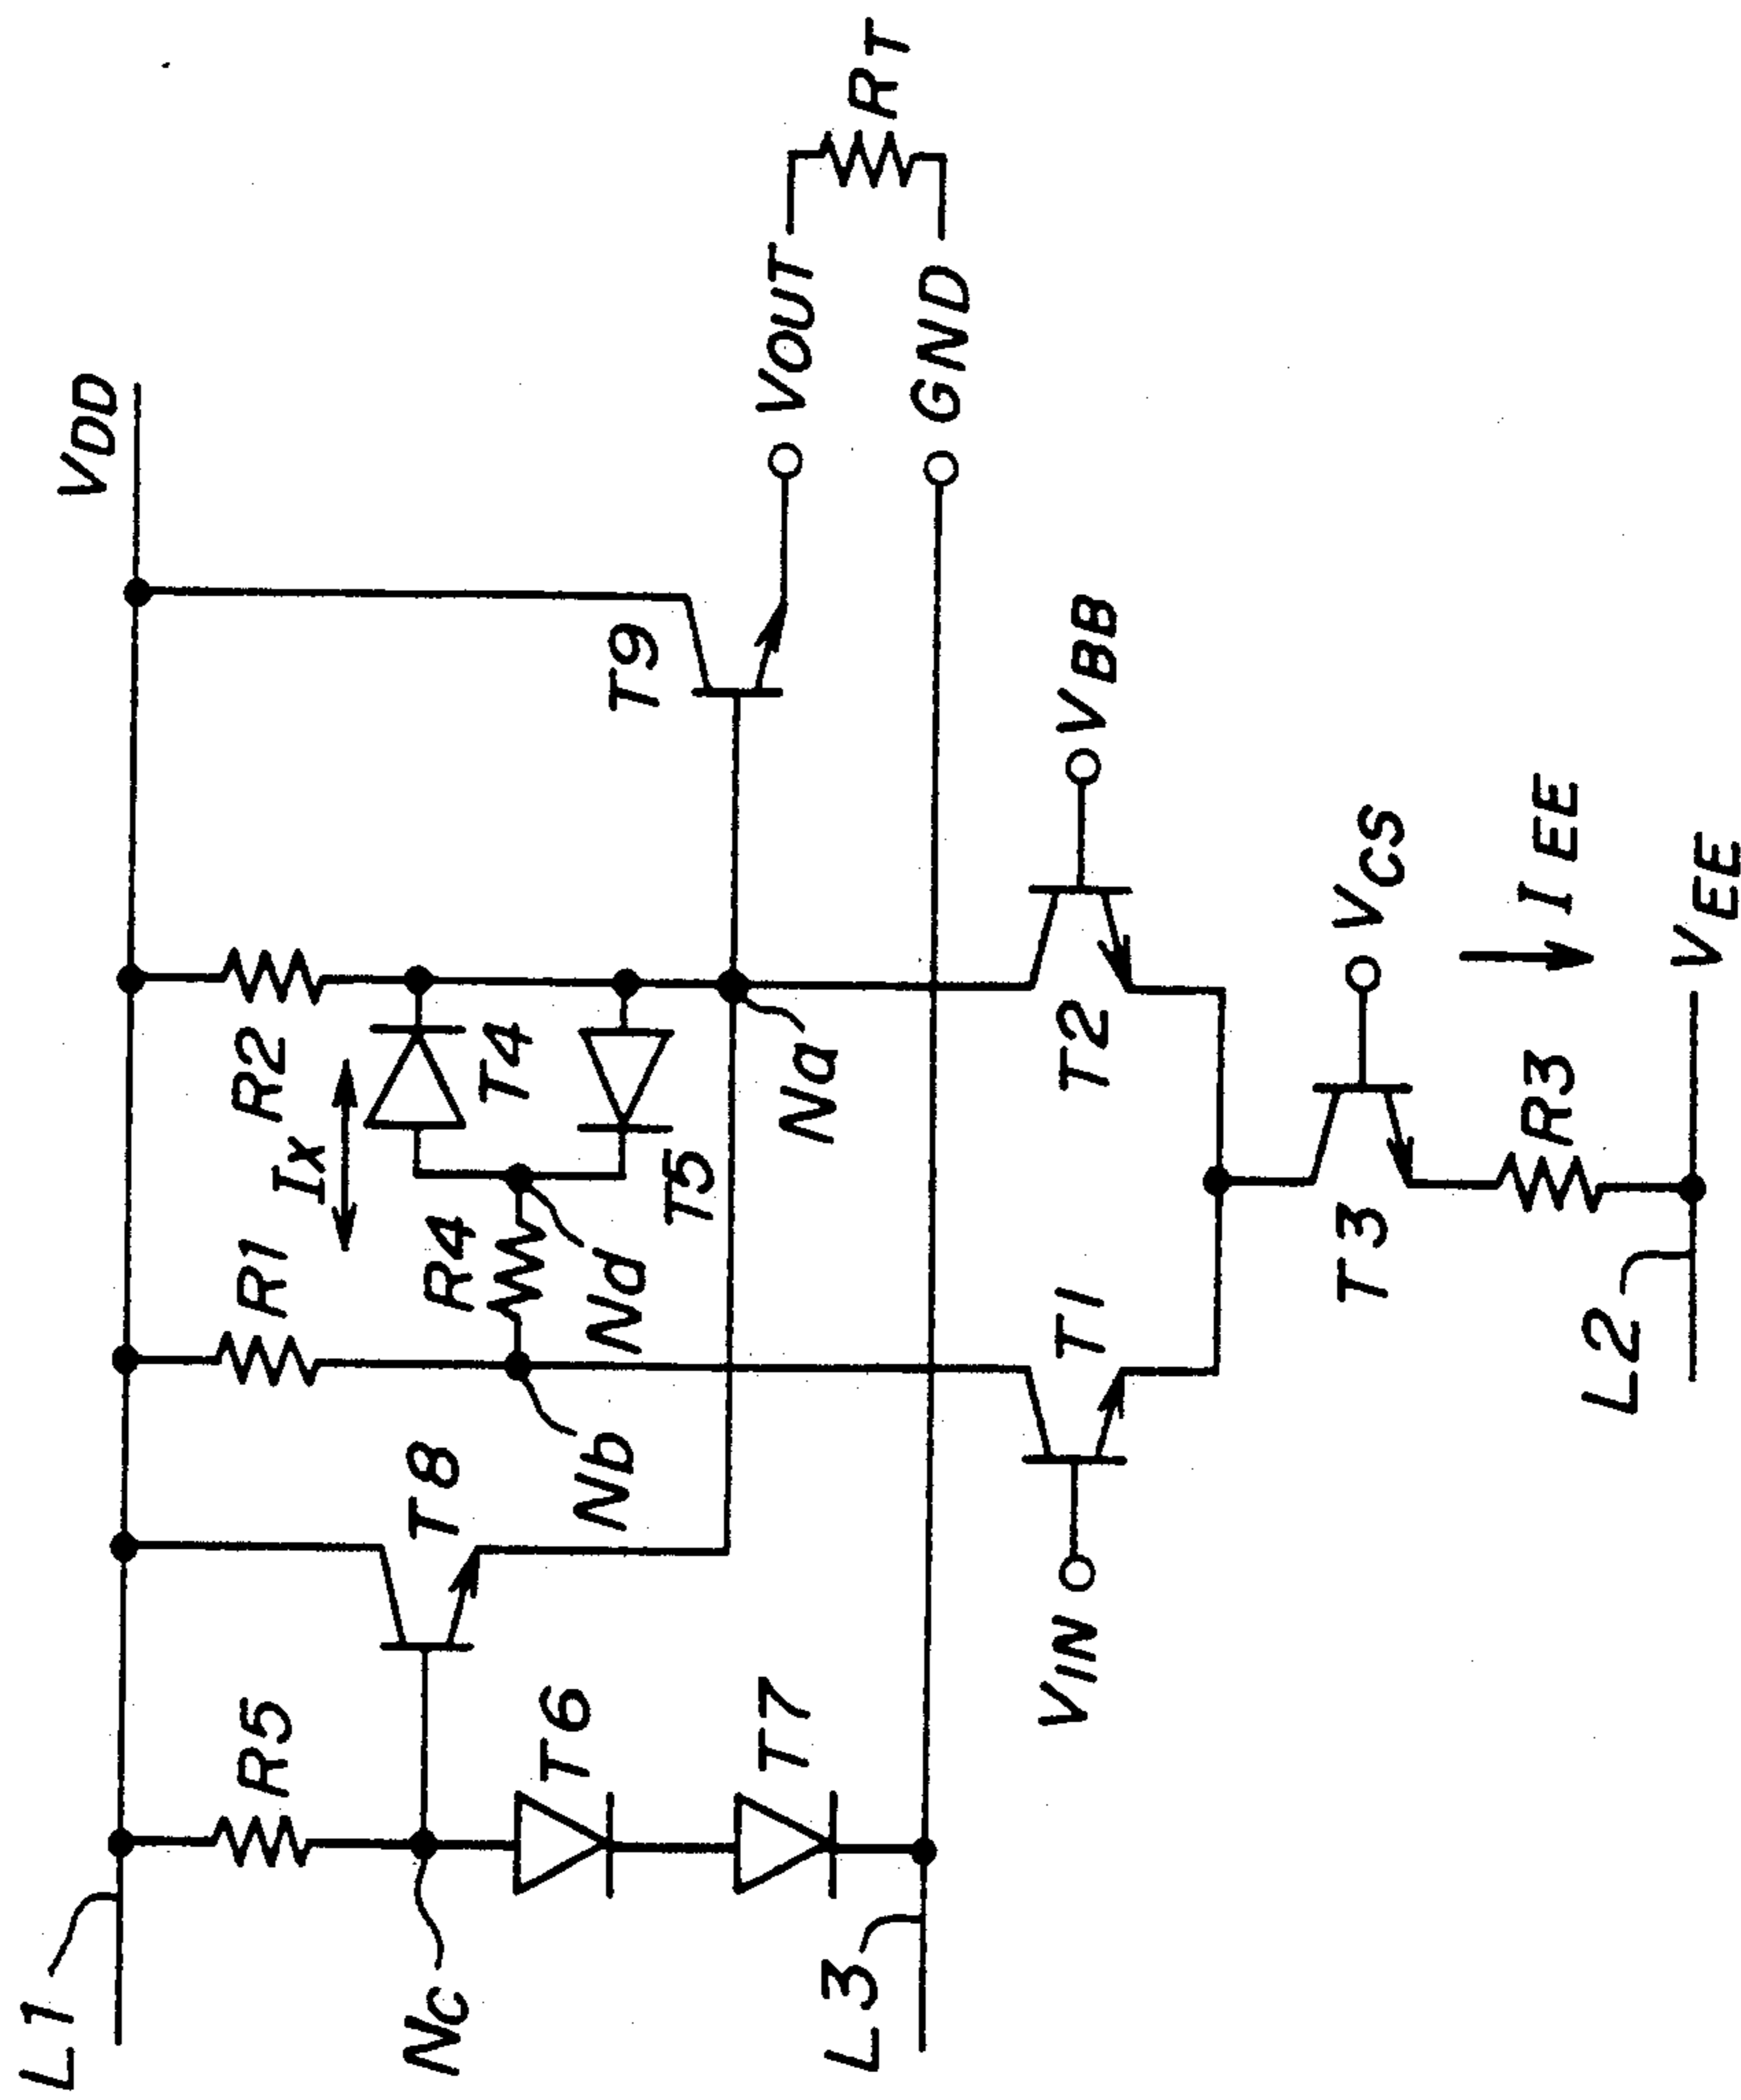 L1
VDD
R5
T8
R1
R2
IX
R4
T4
T9
Nc
T6
Nb
Nd
T5
Na
T7
VOUT
RT
L3
GND
VIN
T1
T2
VBB
T3
VCS
R3
IEE
L2
VEE